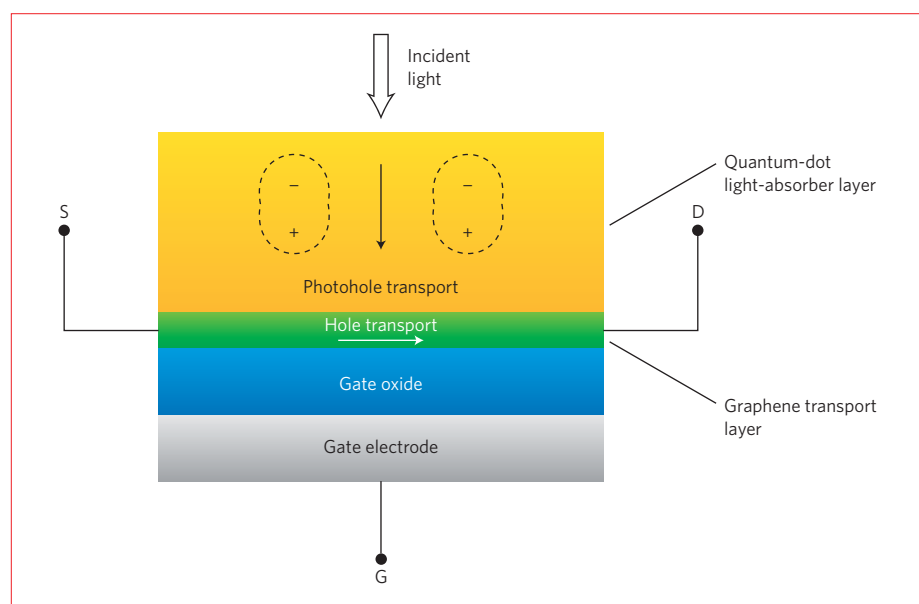 Incident
light
Quantum-dot
light-absorber layer
S
D
−
−
+
+
Photohole transport
Hole transport
Gate oxide
Graphene transport
layer
Gate electrode
G